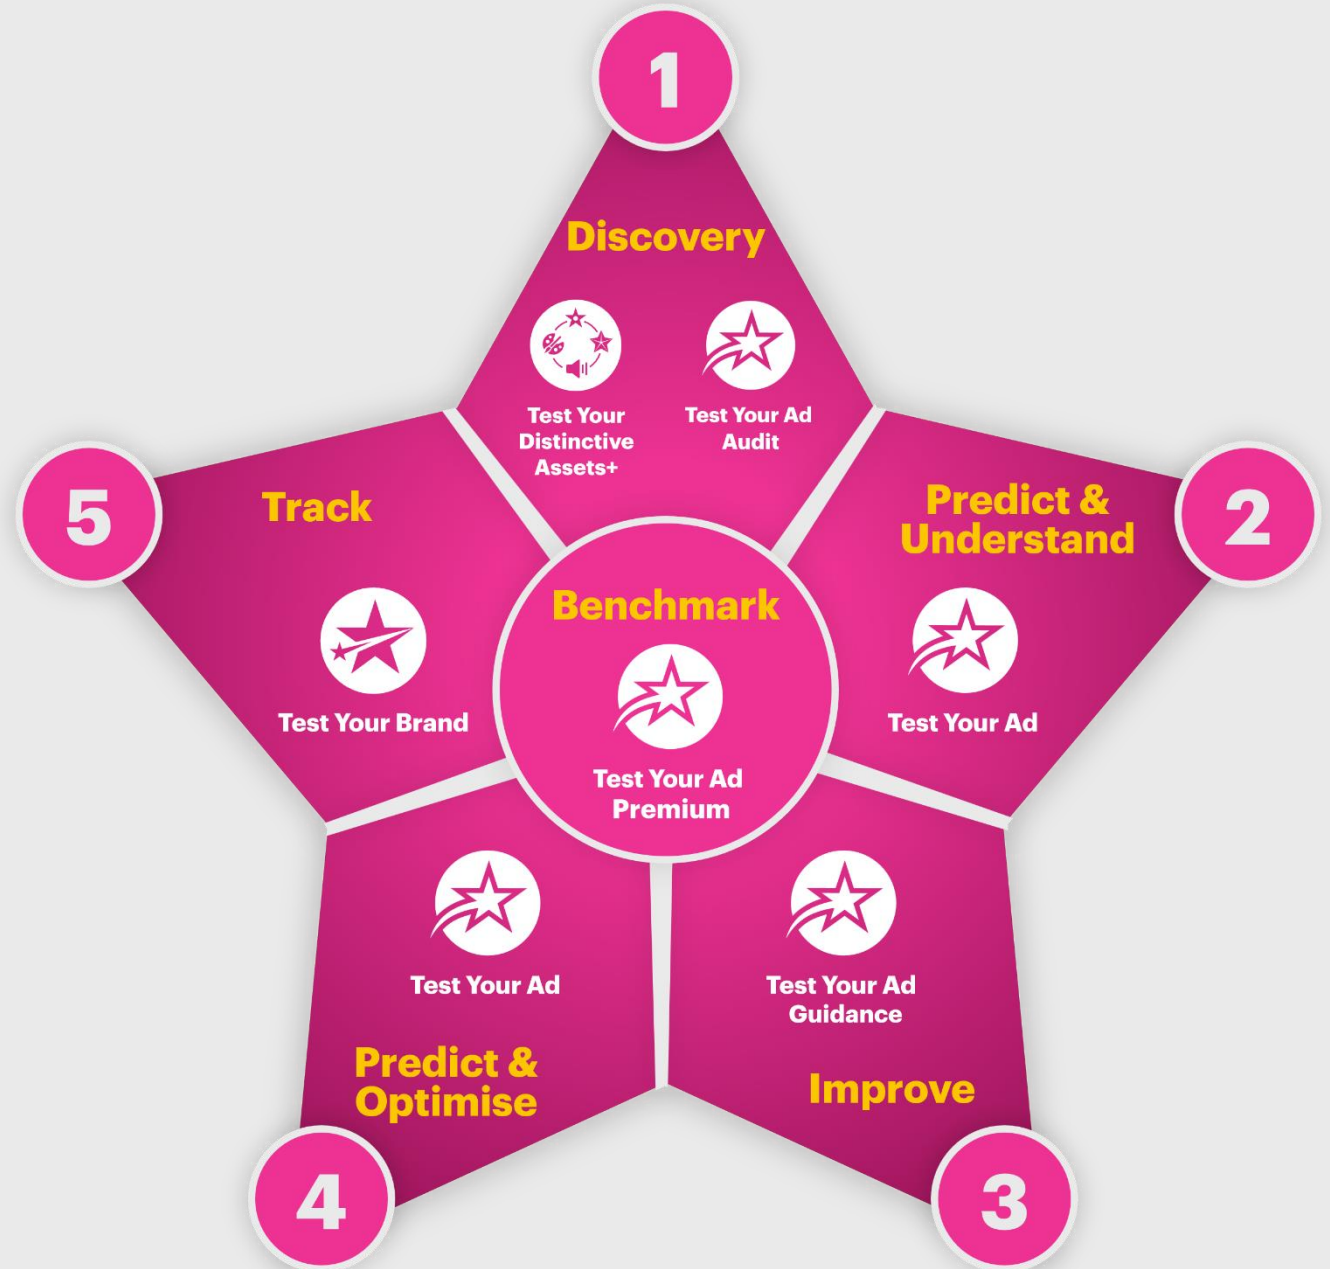 1
Discovery
Test Your
Distinctive
Assets+
Test Your Ad
Audit
2
Predict &
Understand
Test Your Ad
3
Test Your Ad
Guidance
Improve
4
Test Your Ad
Predict &
Optimise
5
Track
Test Your Brand
Benchmark
Test Your Ad
Premium